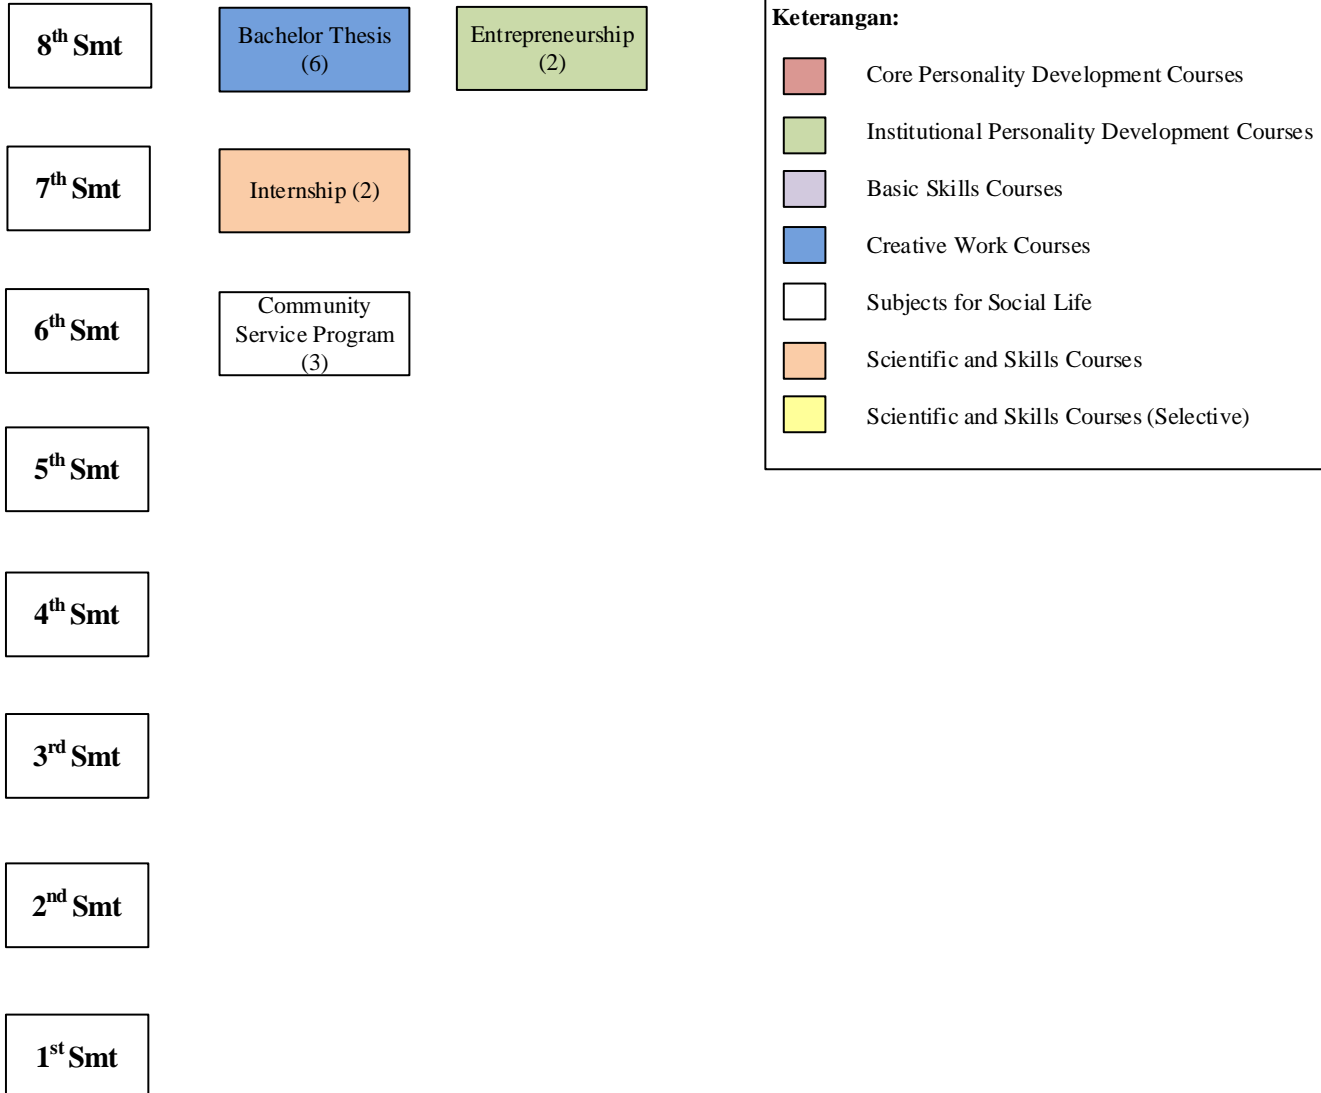 8th Smt
Bachelor Thesis
(6)
Entrepreneurship
(2)
7th Smt
Internship (2)
6th Smt
Community
Service Program
(3)
5th Smt
4th Smt
3rd Smt
2nd Smt
1st Smt
Keterangan:
Core Personality Development Courses
Institutional Personality Development Courses
Basic Skills Courses
Creative Work Courses
Subjects for Social Life
Scientific and Skills Courses
Scientific and Skills Courses (Selective)